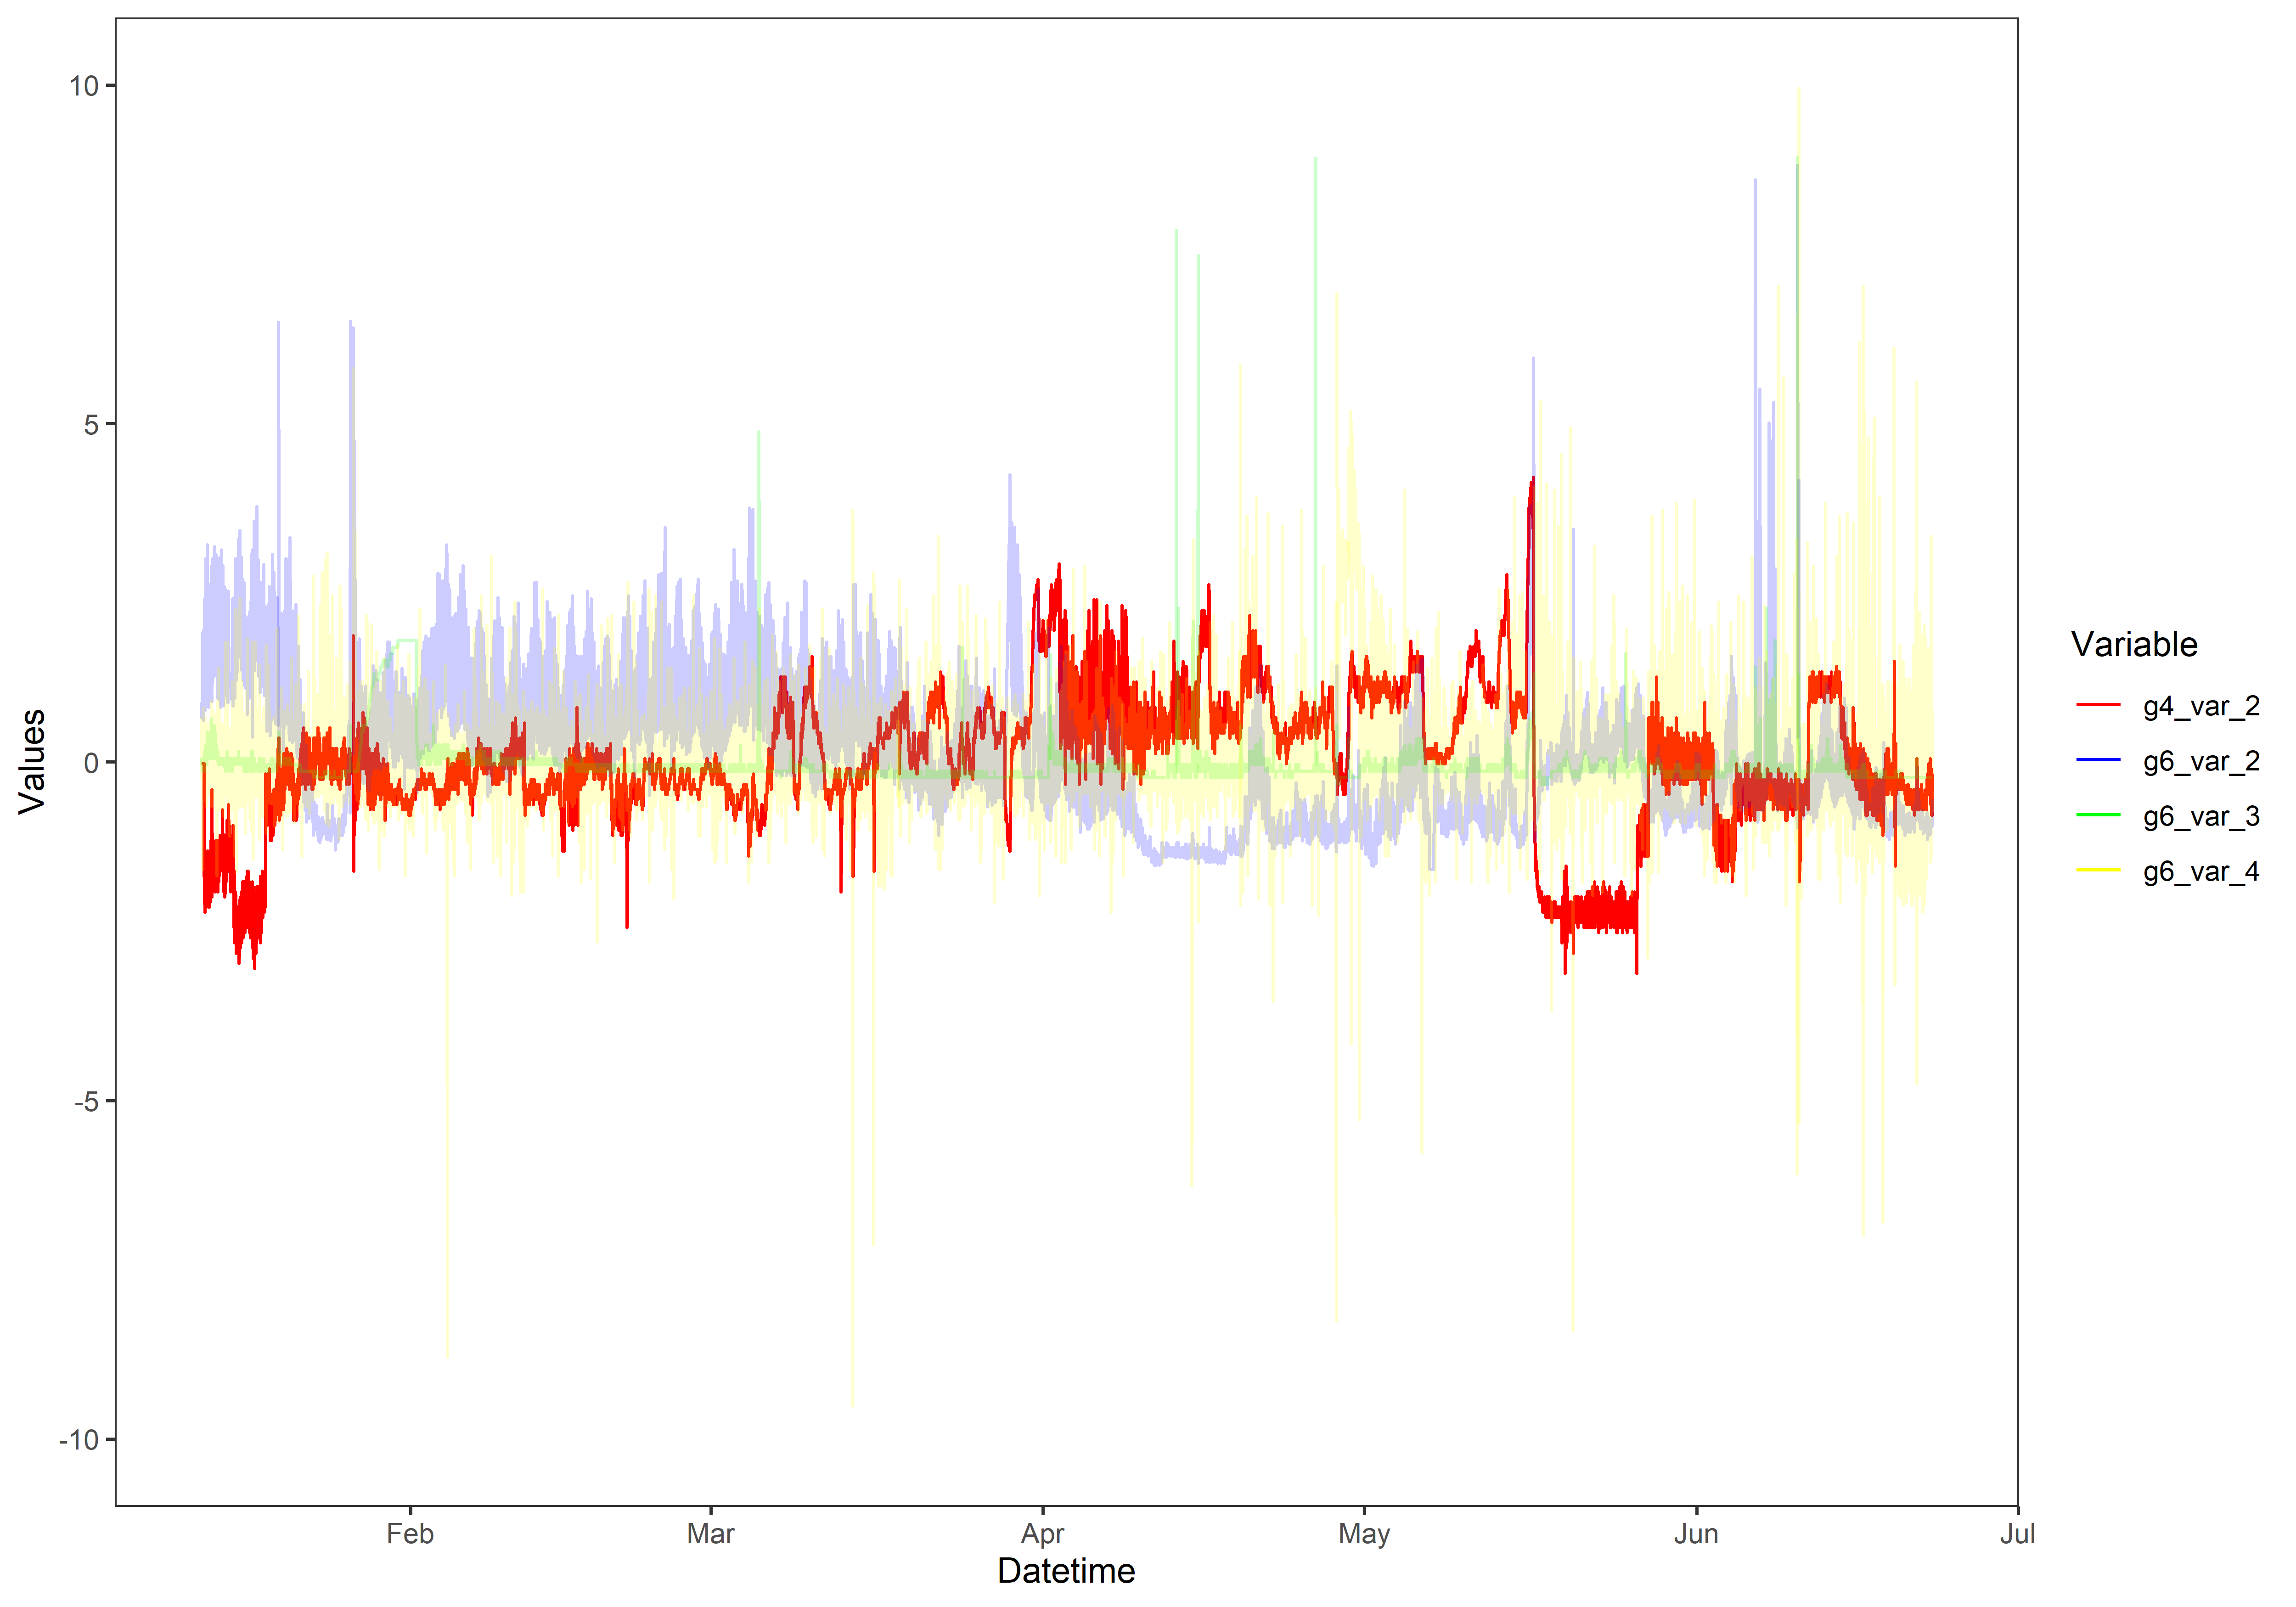 10
5
0
-5
-10
Values
Feb Mar Apr May Jun Jul
Datetime
Variable
g4_var_2
g6_var_2
g6_var_3
g6_var_4